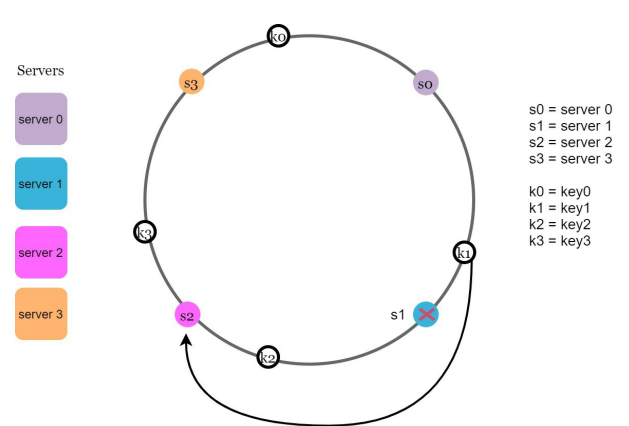 Servers
server 0
server 1
server 2
server 3
k0
s0
s3
k3
k1
s2
s1
k2
s0 = server 0
s1 = server 1
s2 = server 2
s3 = server 3
k0 = key0
k1 = key1
k2 = key2
k3 = key3